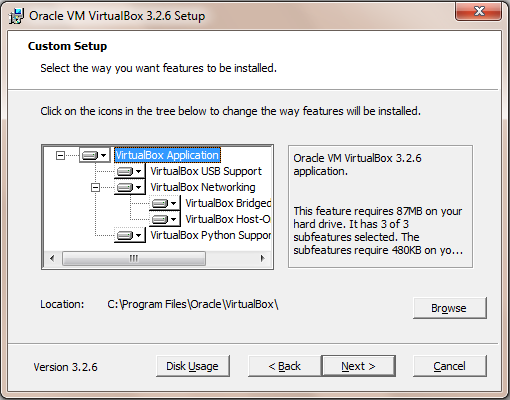 Oracle VM VirtualBox 3.2.6 Setup
Custom Setup
Select the way you want features to be installed.
Click on the icons in the tree below to change the way features will be installed.
VirtualBox Application
VirtualBox USB Support
VirtualBox Networking
VirtualBox Bridged
VirtualBox Host-O
VirtualBox Python Suppor
Oracle VM VirtualBox 3.2.6
application.
This feature requires 87MB on your
hard drive. It has 3 of 3
subfeatures selected. The
subfeatures require 480KB on yo...
Location: C:\Program Files\Oracle\VirtualBox\
Browse
Version 3.2.6
Disk Usage
< Back
Next >
Cancel